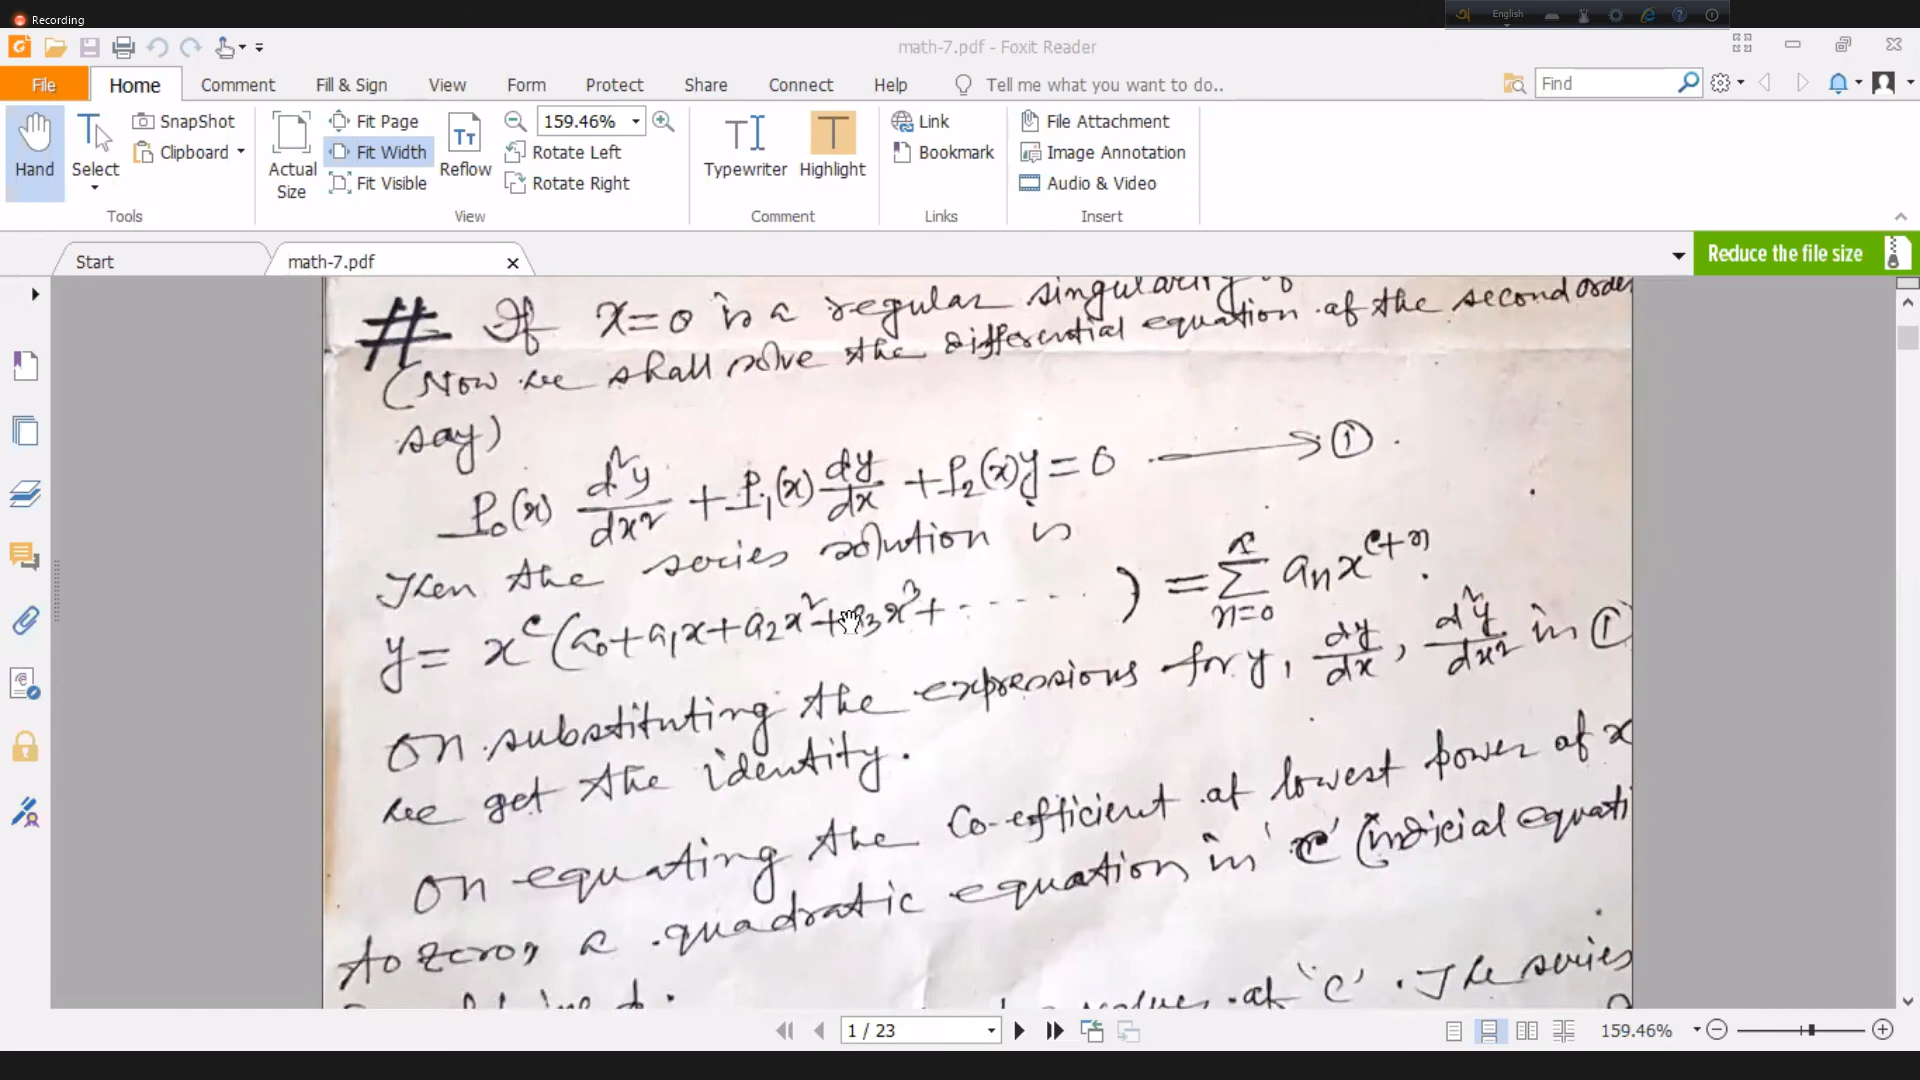 Recording
English
math-7.pdf - Foxit Reader
File Home Comment Fill & Sign View Form Protect Share Connect Help Tell me what you want to do.. Find
Hand
Select
SnapShot
Clipboard
Tools
Actual Size
Fit Page
Fit Width
Fit Visible
Reflow
159.46%
Rotate Left
Rotate Right
View
Typewriter
Highlight
Comment
Link
Bookmark
Links
File Attachment
Image Annotation
Audio & Video
Insert
Start
math-7.pdf
Reduce the file size
# If x=0 is a regular singularity of
(Now we shall solve the differential equation of the second order
say)
P₀(x) d²y/dx² + P₁(x) dy/dx + P₂(x)y = 0 → ①
Then the series solution is
y = x^c (a₀+a₁x+a₂x²+a₃x³+ ------ ) = ∑ n=0 aₙx^(c+n).
On substituting the expressions for y, dy/dx, d²y/dx² in ①
we get the identity.
On equating the Co-efficient of lowest power of x
to zero, a quadratic equation in 'c' (indicial equati
values of 'c'. The series
1 / 23
159.46%